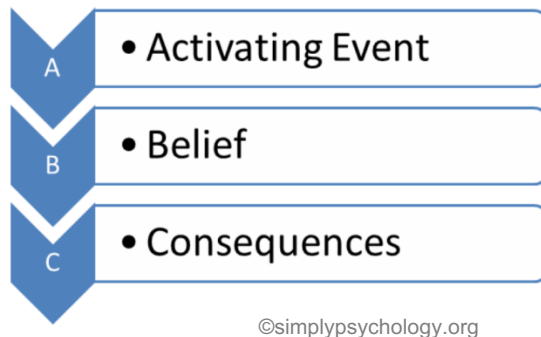 A
• Activating Event
B
• Belief
C
• Consequences
©simplypsychology.org